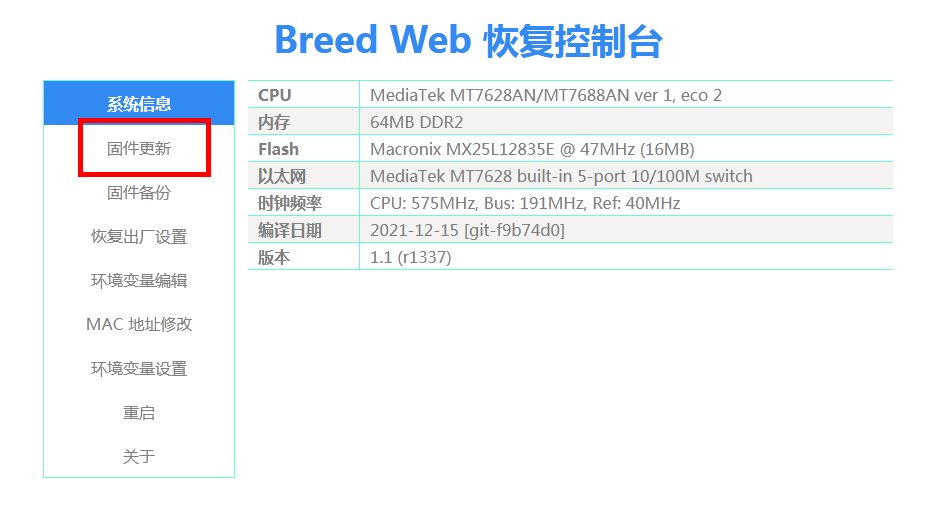 Breed Web 恢复控制台
系统信息
固件更新
固件备份
恢复出厂设置
环境变量编辑
MAC 地址修改
环境变量设置
重启
关于
CPU MediaTek MT7628AN/MT7688AN ver 1, eco 2
内存 64MB DDR2
Flash Macronix MX25L12835E @ 47MHz (16MB)
以太网 MediaTek MT7628 built-in 5-port 10/100M switch
时钟频率 CPU: 575MHz, Bus: 191MHz, Ref: 40MHz
编译日期 2021-12-15 [git-f9b74d0]
版本 1.1 (r1337)